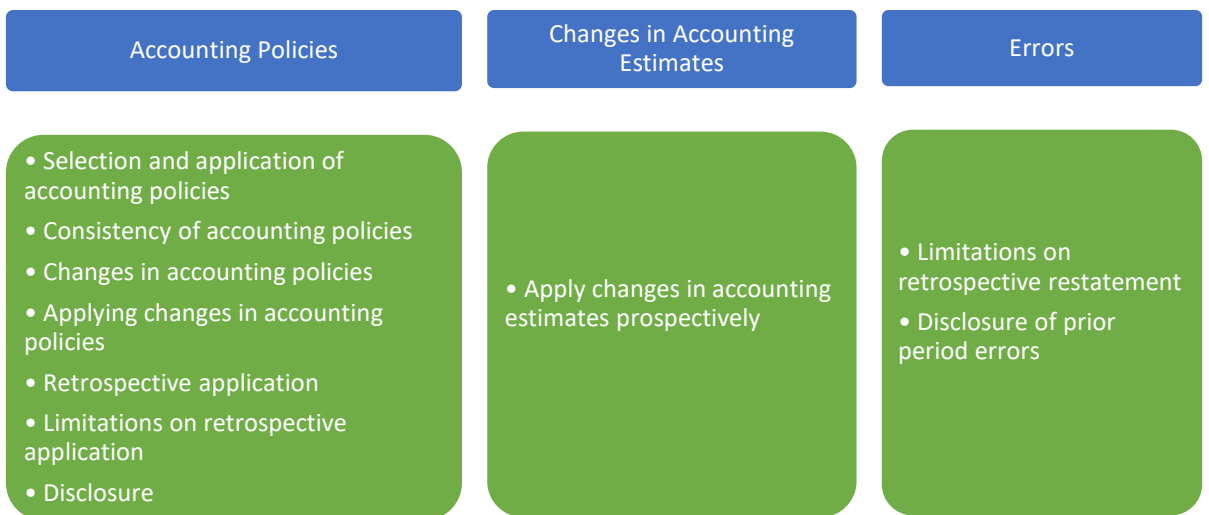 Accounting Policies
• Selection and application of
accounting policies
• Consistency of accounting policies
• Changes in accounting policies
• Applying changes in accounting
policies
• Retrospective application
• Limitations on retrospective
application
• Disclosure
Changes in Accounting
Estimates
• Apply changes in accounting
estimates prospectively
Errors
• Limitations on
retrospective restatement
• Disclosure of prior
period errors